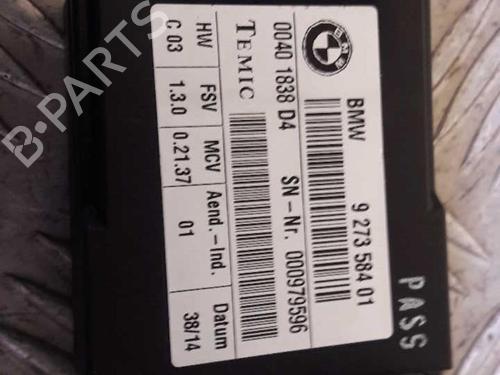 BMW 9 273 584 01
0040 1838 D4 SN-Nr. 000979596
TEMIC
HW FSV MCV Aend.-Ind. Datum
C 03 1.3.0 0.21.37 01 38/14
PASS
B-PARTS